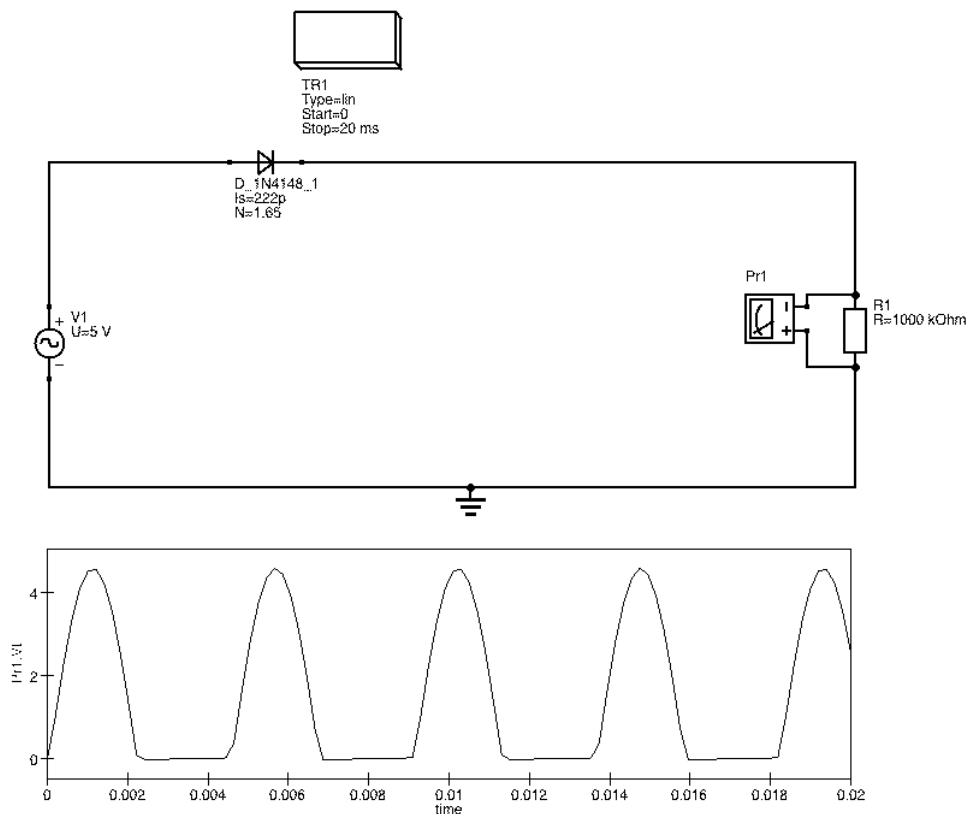 TR1
Type=lin
Start=0
Stop=20 ms
D_1N4148_1
Is=222p
N=1.65
V1
U=5 V
Pr1
R1
R=1000 kOhm
Pr1.Vt
4
2
0
0
0.002
0.004
0.006
0.008
0.01
0.012
0.014
0.016
0.018
0.02
time